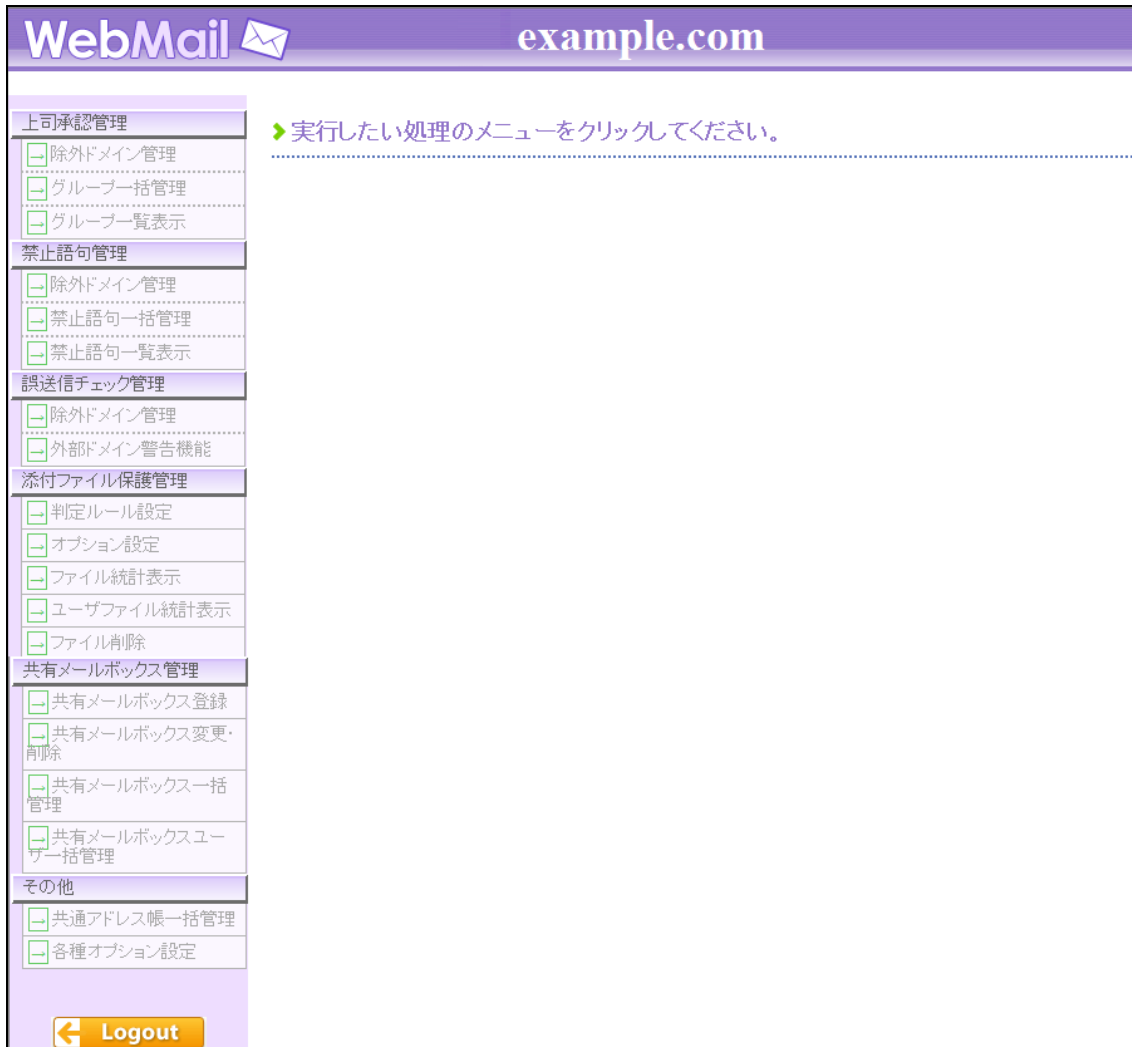 WebMail
example.com
上司承認管理
除外ドメイン管理
グループ一括管理
グループ一覧表示
禁止語句管理
除外ドメイン管理
禁止語句一括管理
禁止語句一覧表示
誤送信チェック管理
除外ドメイン管理
外部ドメイン警告機能
添付ファイル保護管理
判定ルール設定
オプション設定
ファイル統計表示
ユーザファイル統計表示
ファイル削除
共有メールボックス管理
共有メールボックス登録
共有メールボックス変更・
削除
共有メールボックス一括
管理
共有メールボックスユー
ザ一括管理
その他
共通アドレス帳一括管理
各種オプション設定
Logout
実行したい処理のメニューをクリックしてください。